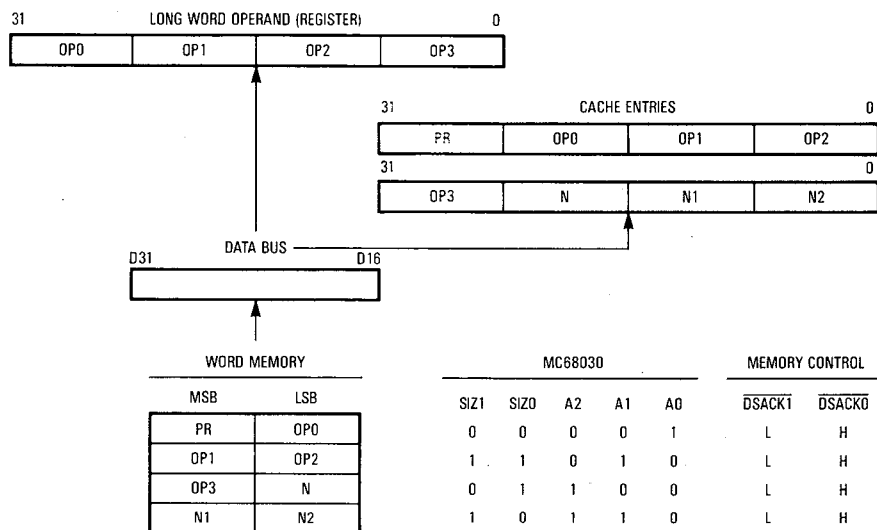 31 LONG WORD OPERAND (REGISTER) 0
OP0 OP1 OP2 OP3
31 CACHE ENTRIES 0
PR OP0 OP1 OP2
31 0
OP3 N N1 N2
DATA BUS
D31 D16
WORD MEMORY
MSB LSB
PR OP0
OP1 OP2
OP3 N
N1 N2
MC68030 MEMORY CONTROL
SIZ1 SIZ0 A2 A1 A0 DSACK1 DSACK0
0 0 0 0 1 L H
1 1 0 1 0 L H
0 1 1 0 0 L H
1 0 1 1 0 L H